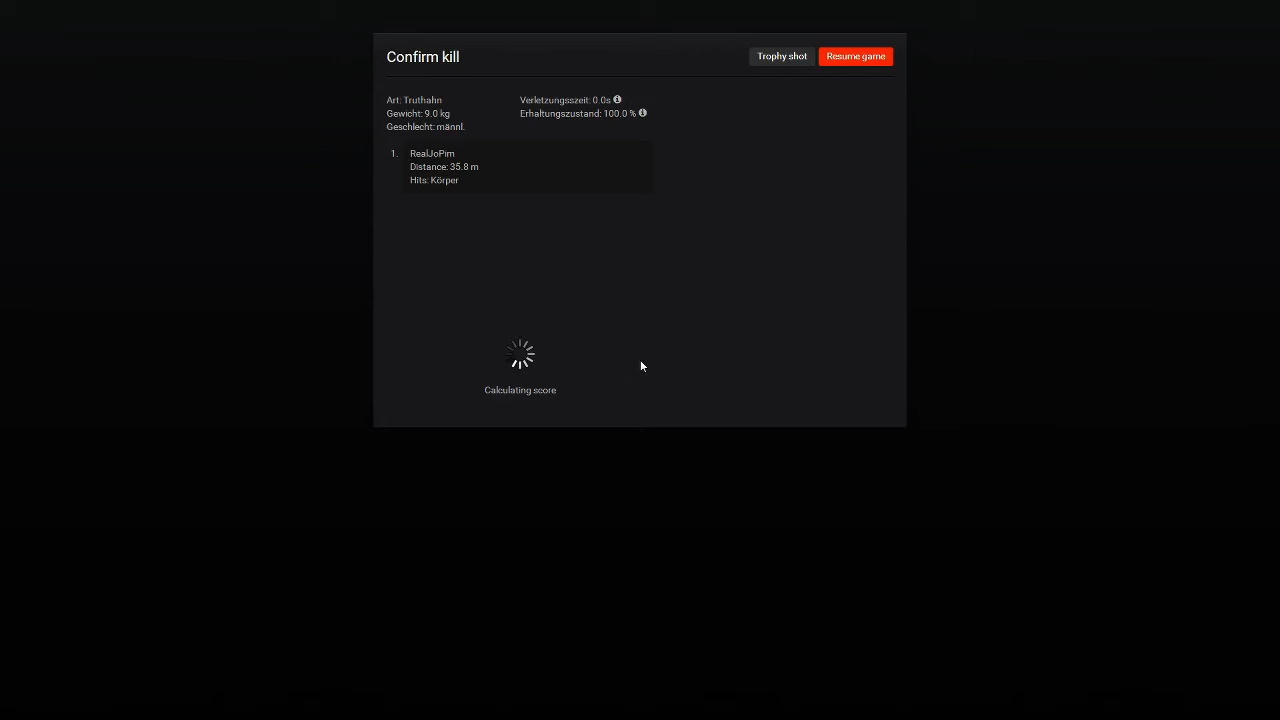 Confirm kill
Trophy shot
Resume game
Art: Truthahn
Gewicht: 9.0 kg
Geschlecht: männl.
Verletzungsszeit: 0.0s
Erhaltungszustand: 100.0 %
1.
RealJoPim
Distance: 35.8 m
Hits: Körper
Calculating score